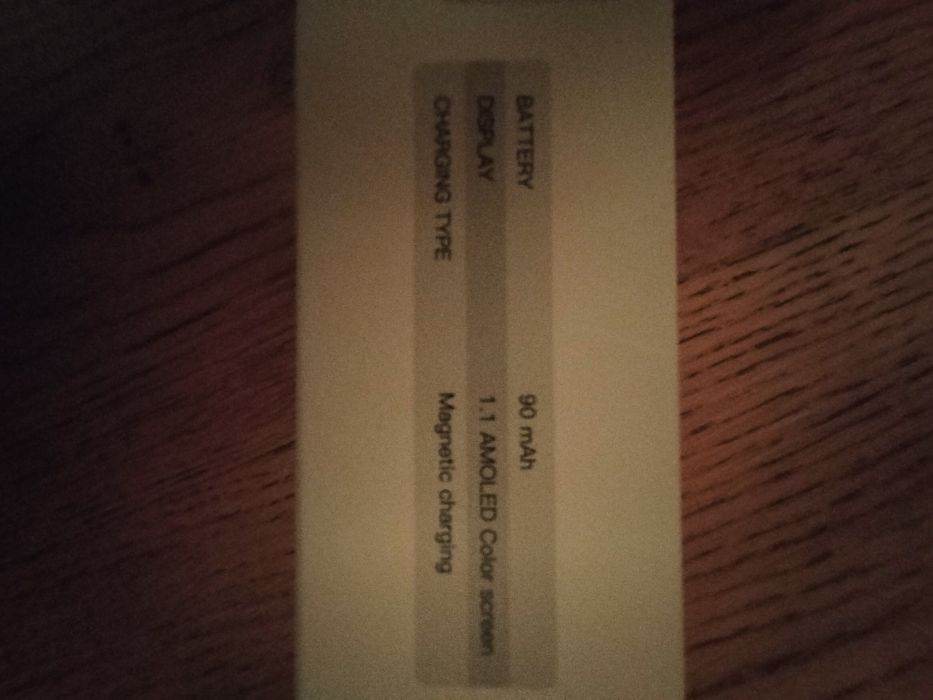 BATTERY 90 mAh
DISPLAY 1.1 AMOLED Color screen
CHARGING TYPE Magnetic charging